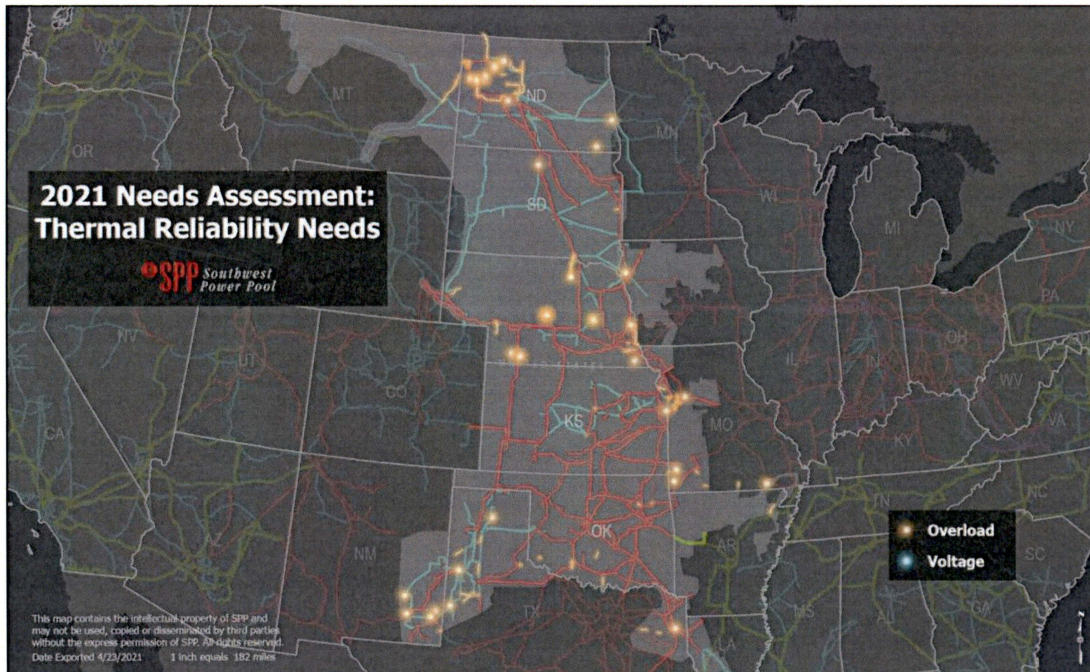 2021 Needs Assessment:
Thermal Reliability Needs
SPP Southwest
Power Pool
WA
MT
ND
MN
OR
SD
WI
MI
NY
PA
NV
UT
CO
IL
IN
OH
WV
VA
CA
KS
MO
KY
TN
NC
AZ
NM
OK
AR
SC
TX
MS
AL
GA
Overload
Voltage
This map contains the intellectual property of SPP and
may not be used, copied or disseminated by third parties
without the express permission of SPP. All rights reserved.
Date Exported 4/23/2021 1 inch equals 182 miles